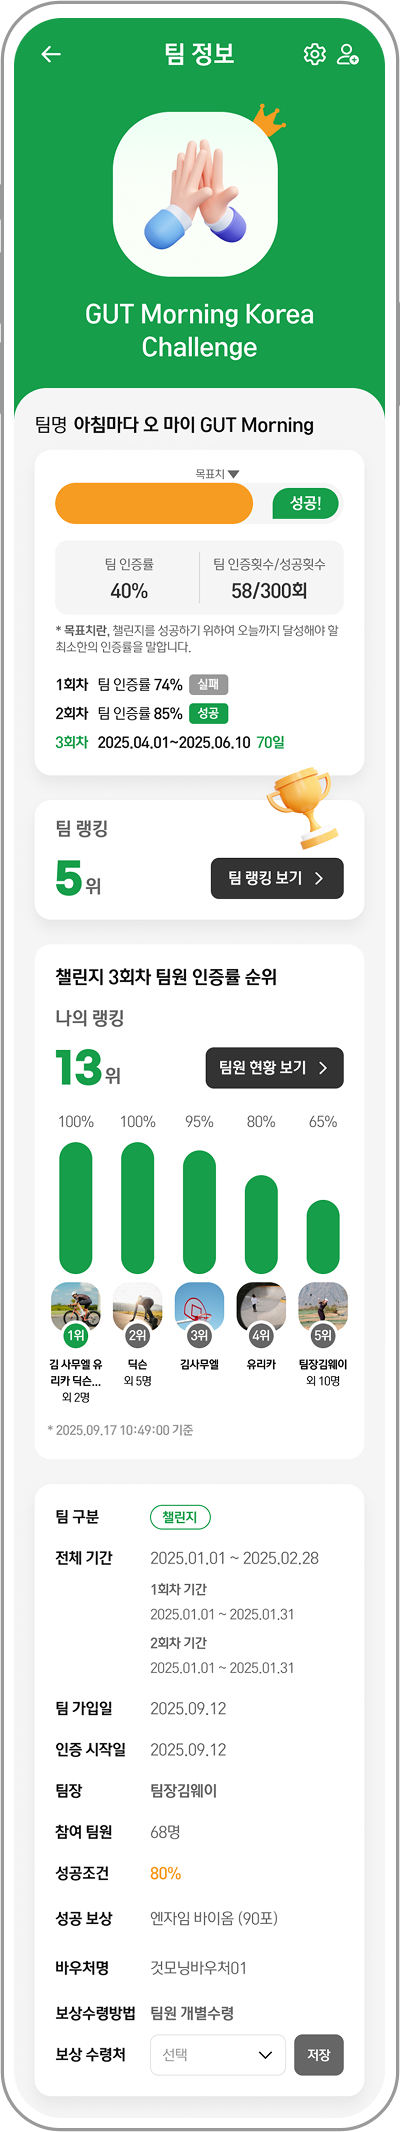 팀 정보
GUT Morning Korea
Challenge
팀명 아침마다 오 마이 GUT Morning
목표치▼
성공!
팀 인증률
팀 인증횟수/성공횟수
40%
58/300회
* 목표치란, 챌린지를 성공하기 위하여 오늘까지 달성해야 할
최소한의 인증률을 말합니다.
1회차 팀 인증률 74% 실패
2회차 팀 인증률 85% 성공
3회차 2025.04.01~2025.06.10 70일
팀 랭킹
5위
팀 랭킹 보기 >
챌린지 3회차 팀원 인증률 순위
나의 랭킹
13위
팀원 현황 보기 >
100% 100% 95% 80% 65%
1위 2위 3위 4위 5위
김 사무엘 유 딕슨 김사무엘 유리카 팀장김웨이
리카 딕슨... 외 5명 외 10명
외 2명
* 2025.09.17 10:49:00 기준
팀 구분 챌린지
전체 기간 2025.01.01 ~ 2025.02.28
1회차 기간
2025.01.01 ~ 2025.01.31
2회차 기간
2025.01.01 ~ 2025.01.31
팀 가입일 2025.09.12
인증 시작일 2025.09.12
팀장 팀장김웨이
참여 팀원 68명
성공조건 80%
성공 보상 엔자임 바이옴 (90포)
바우처명 것모닝바우처01
보상수령방법 팀원 개별수령
보상 수령처 선택 저장